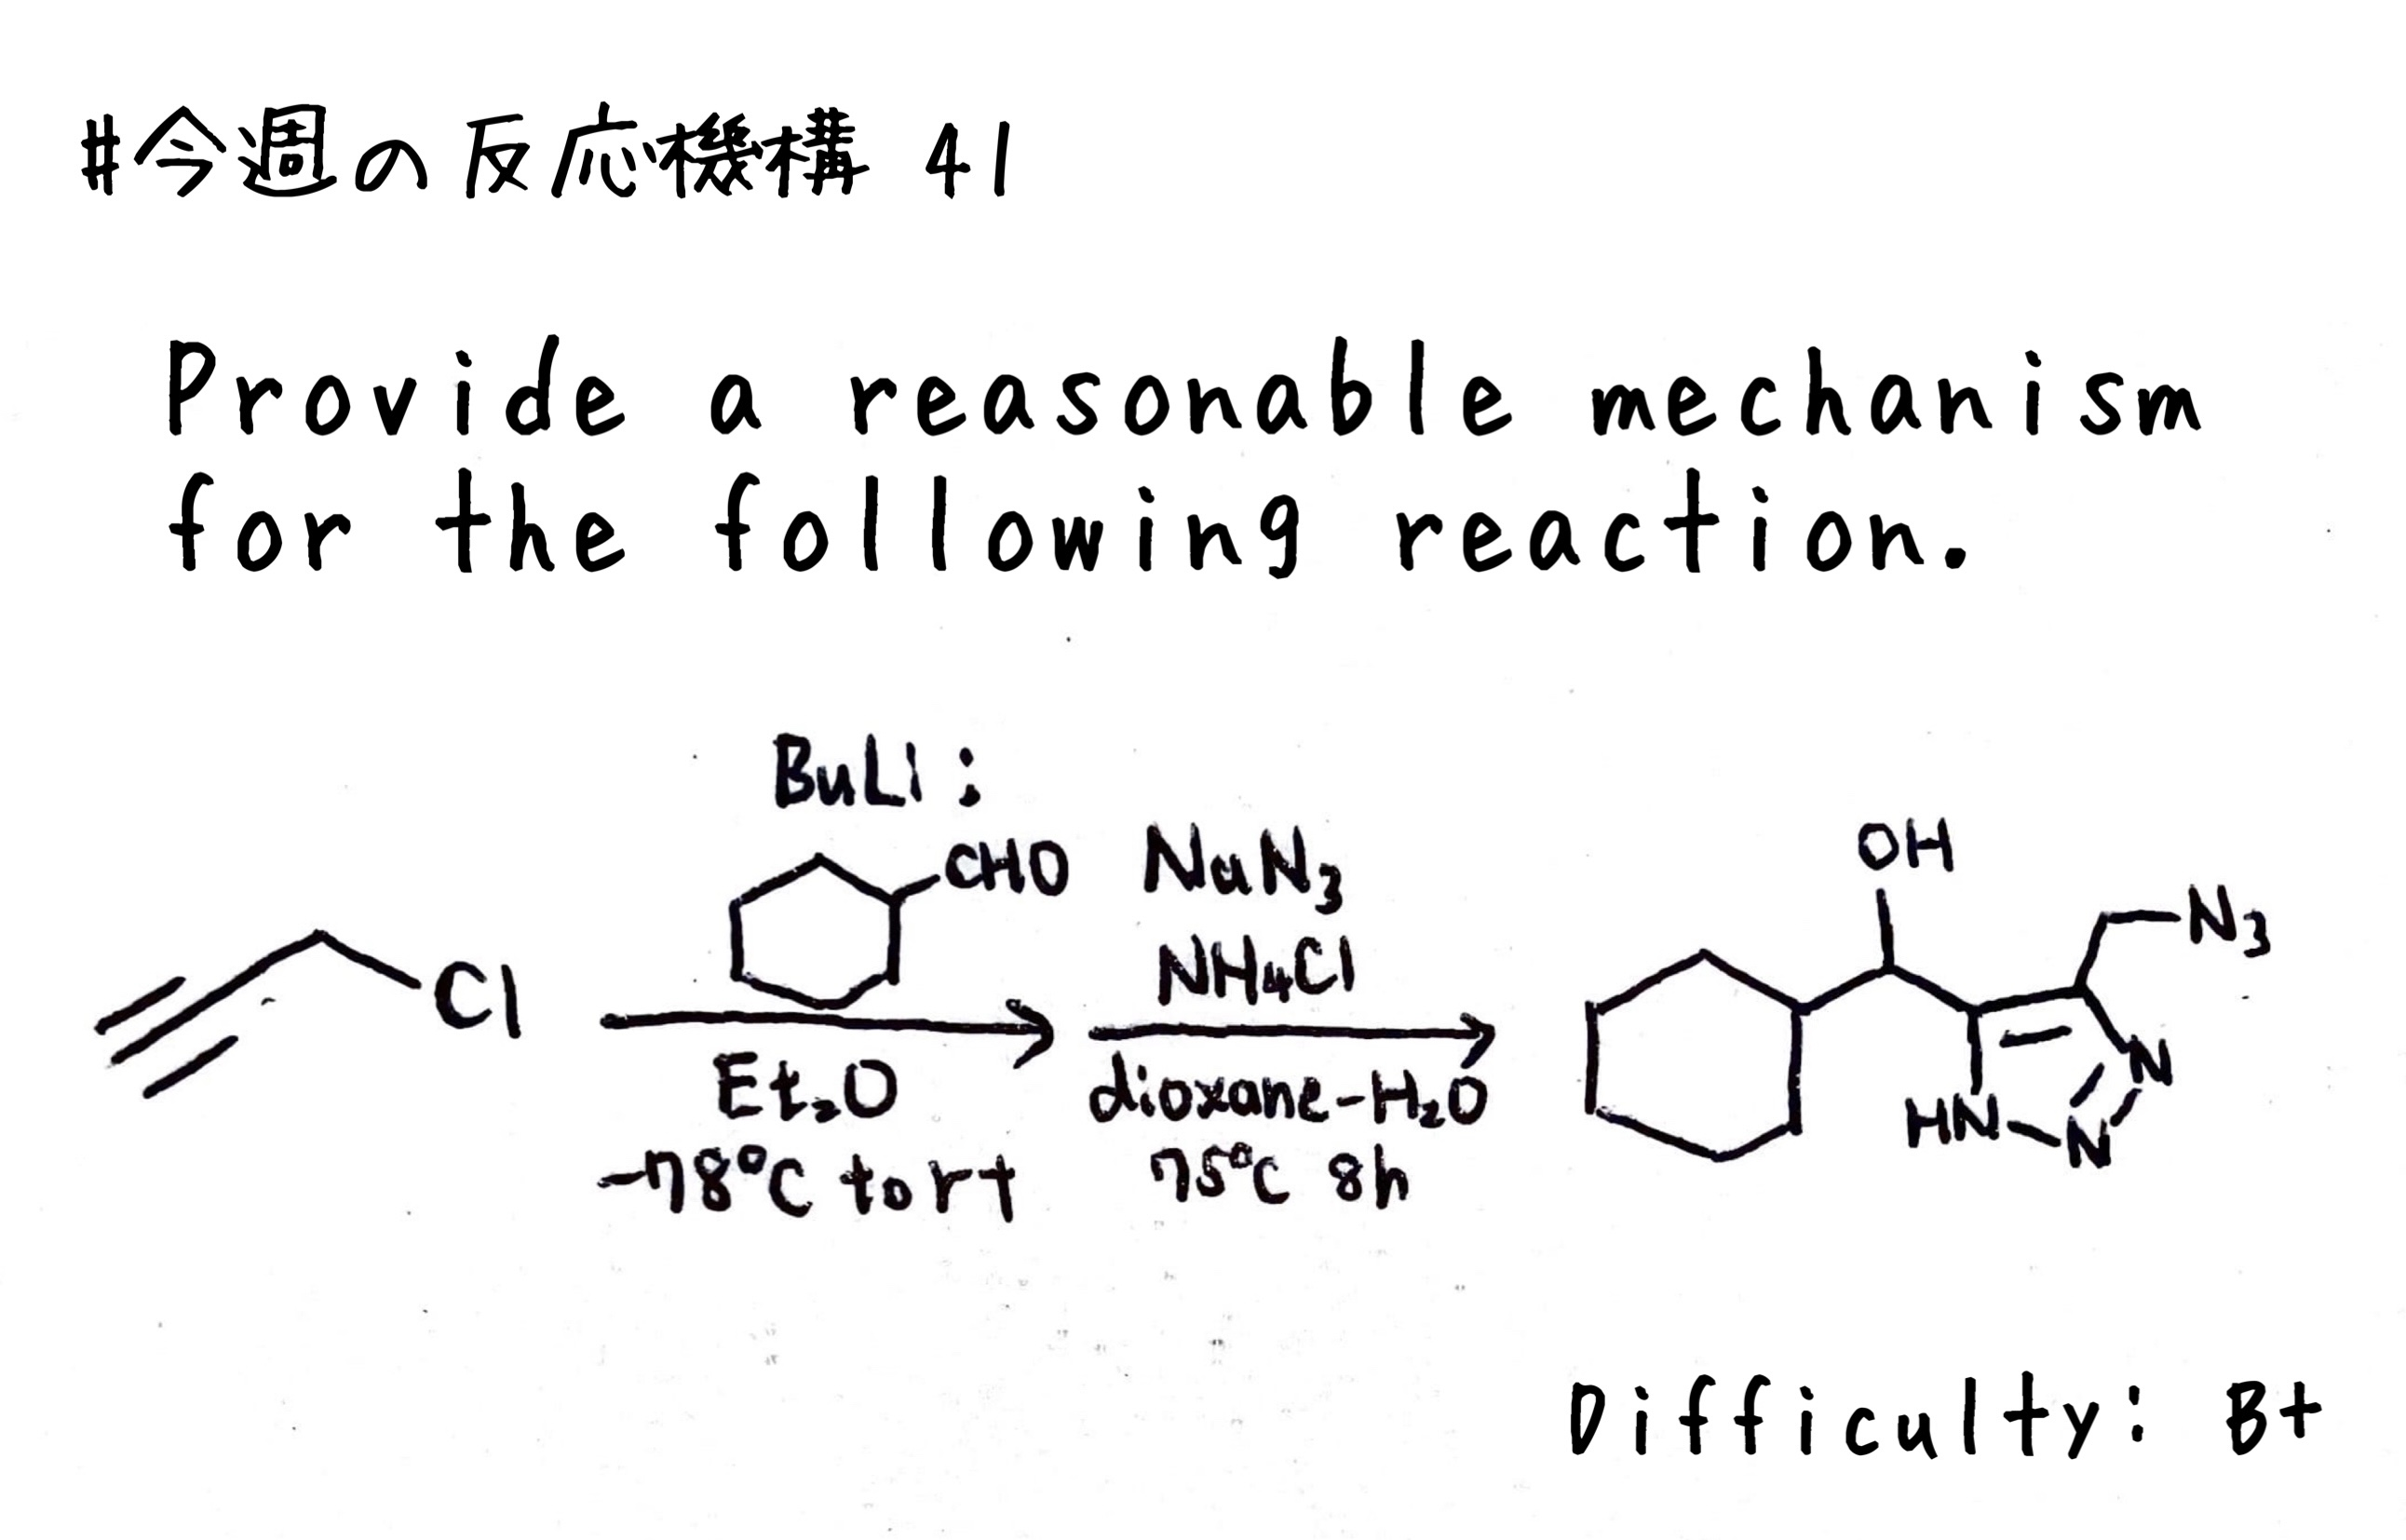 #今週の反応機構 41
Provide a reasonable mechanism
for the following reaction.
BuLi:
CHO
NaN3
NH4Cl
Cl
Et2O
-78°C to rt
dioxane-H2O
75°C 8h
OH
N3
N
HN
N
Difficulty: B+